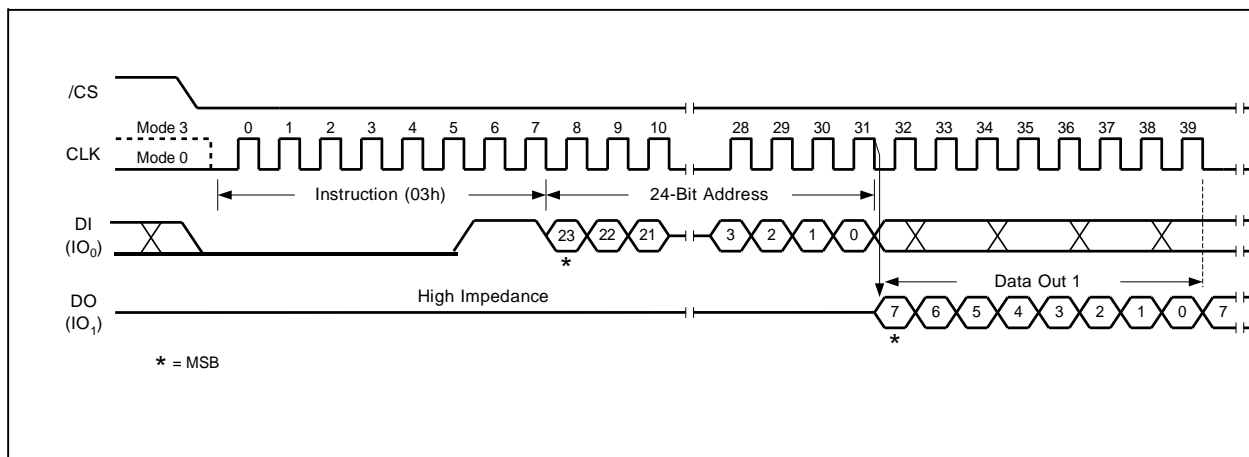 /CS
Mode 3
0 1 2 3 4 5 6 7 8 9 10 28 29 30 31 32 33 34 35 36 37 38 39
CLK
Mode 0
Instruction (03h)
24-Bit Address
DI
(IO₀)
23 22 21 3 2 1 0
*
Data Out 1
High Impedance
DO
(IO₁)
7 6 5 4 3 2 1 0 7
*
* = MSB